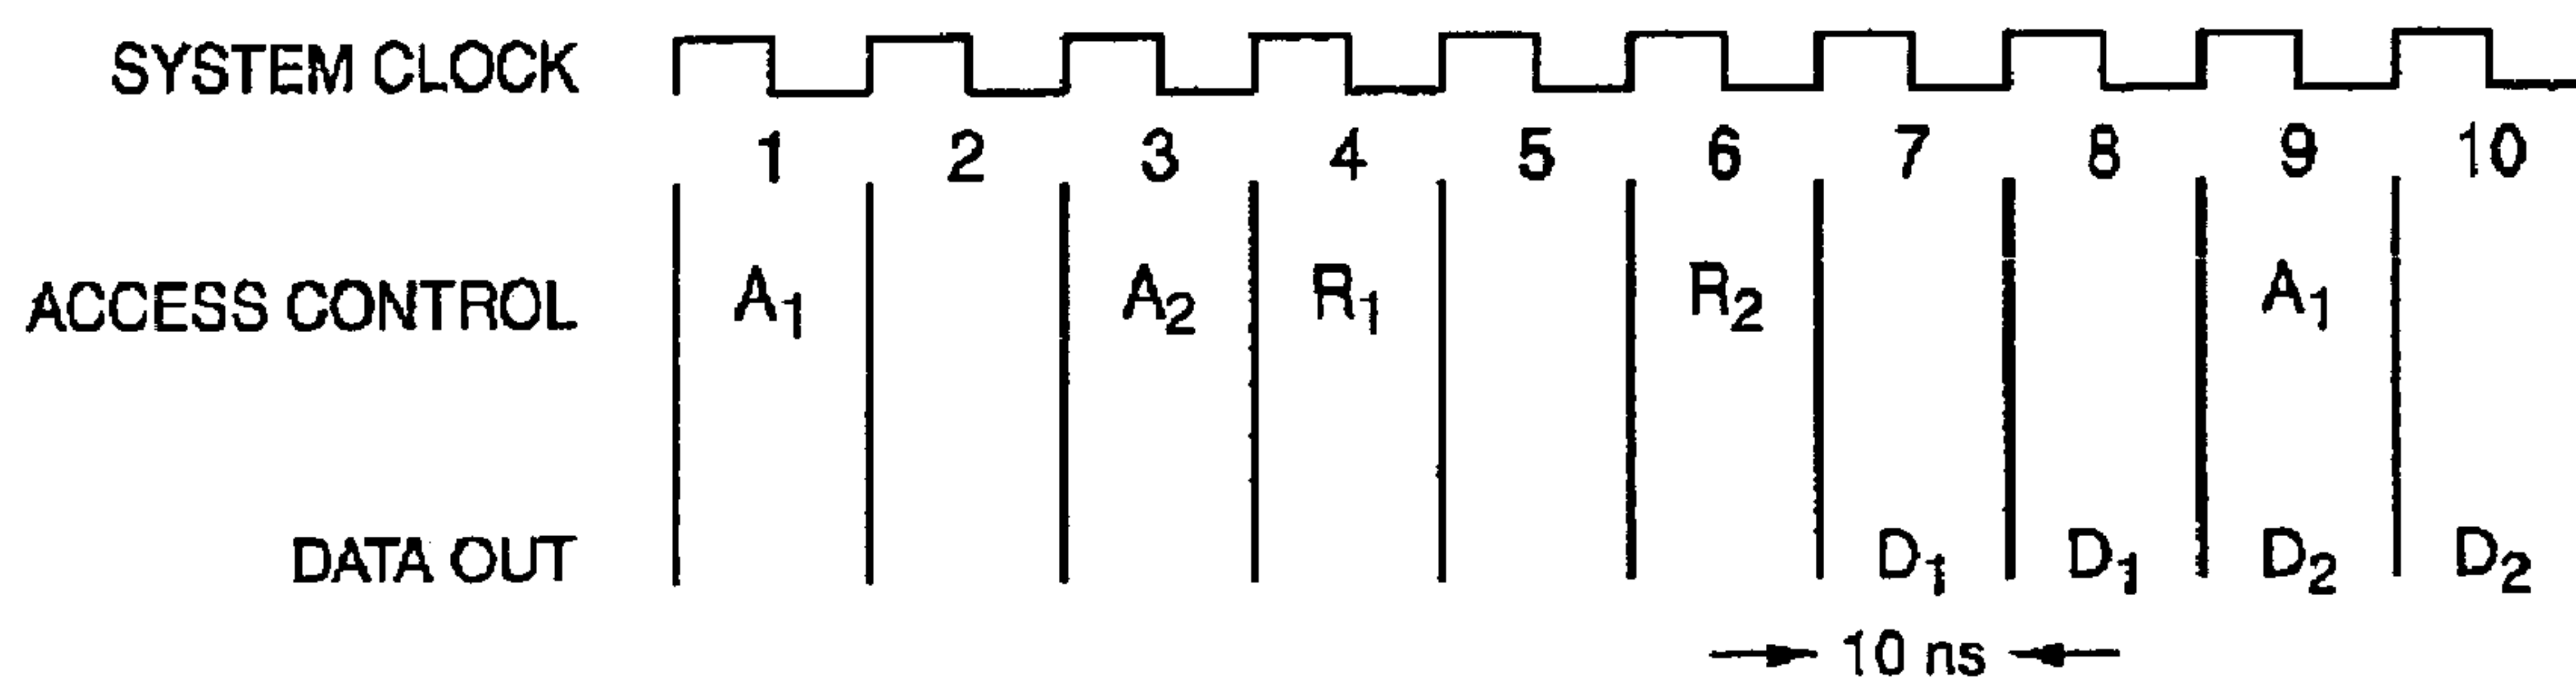 SYSTEM CLOCK
1 2 3 4 5 6 7 8 9 10
ACCESS CONTROL A1 A2 R1 R2 A1
DATA OUT D1 D1 D2 D2
10 ns